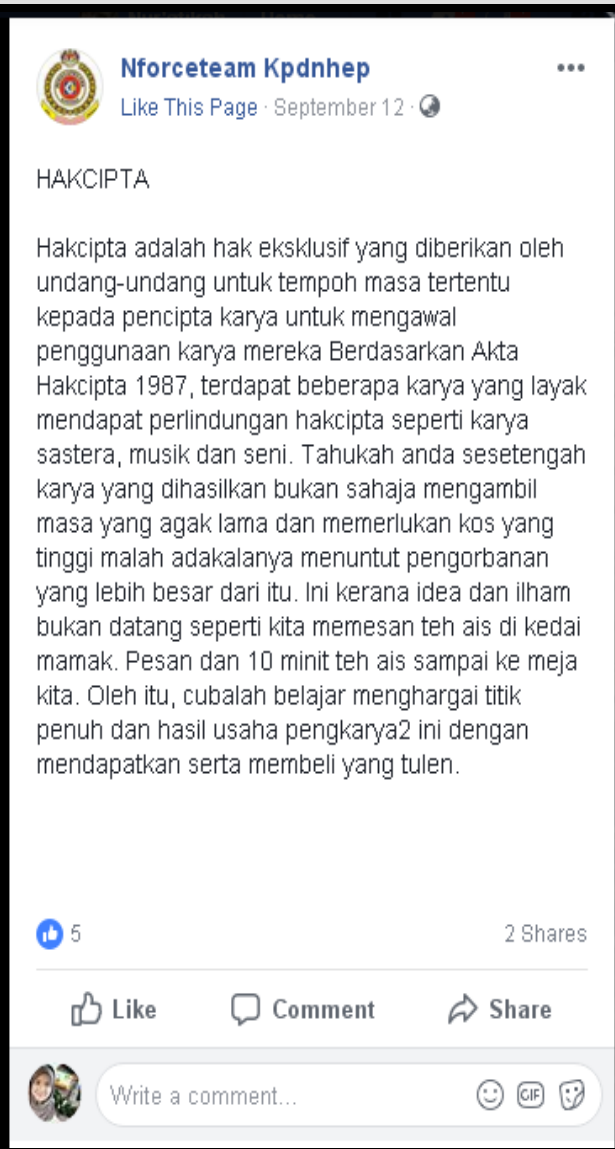 Nforceteam Kpdnhep
Like This Page · September 12 ·
HAKCIPTA
Hakcipta adalah hak eksklusif yang diberikan oleh
undang-undang untuk tempoh masa tertentu
kepada pencipta karya untuk mengawal
penggunaan karya mereka Berdasarkan Akta
Hakcipta 1987, terdapat beberapa karya yang layak
mendapat perlindungan hakcipta seperti karya
sastera, musik dan seni. Tahukah anda sesetengah
karya yang dihasilkan bukan sahaja mengambil
masa yang agak lama dan memerlukan kos yang
tinggi malah adakalanya menuntut pengorbanan
yang lebih besar dari itu. Ini kerana idea dan ilham
bukan datang seperti kita memesan teh ais di kedai
mamak. Pesan dan 10 minit teh ais sampai ke meja
kita. Oleh itu, cubalah belajar menghargai titik
penuh dan hasil usaha pengkarya2 ini dengan
mendapatkan serta membeli yang tulen.
5
2 Shares
Like
Comment
Share
Write a comment...
GIF